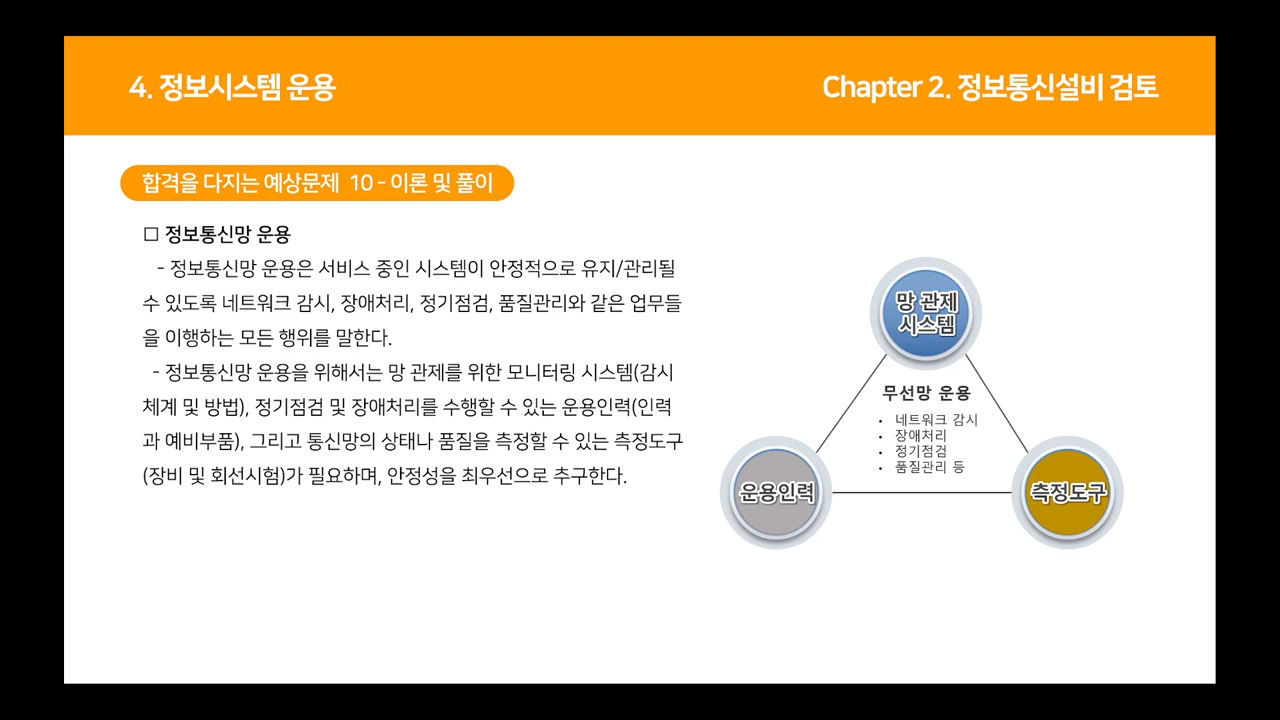 4. 정보시스템 운용
Chapter 2. 정보통신설비 검토
합격을 다지는 예상문제 10 - 이론 및 풀이
□ 정보통신망 운용
- 정보통신망 운용은 서비스 중인 시스템이 안정적으로 유지/관리될
수 있도록 네트워크 감시, 장애처리, 정기점검, 품질관리와 같은 업무들
을 이행하는 모든 행위를 말한다.
- 정보통신망 운용을 위해서는 망 관제를 위한 모니터링 시스템(감시
체계 및 방법), 정기점검 및 장애처리를 수행할 수 있는 운용인력(인력
과 예비부품), 그리고 통신망의 상태나 품질을 측정할 수 있는 측정도구
(장비 및 회선시험)가 필요하며, 안정성을 최우선으로 추구한다.
망 관제
시스템
무선망 운용
• 네트워크 감시
• 장애처리
• 정기점검
• 품질관리 등
운용인력
측정도구